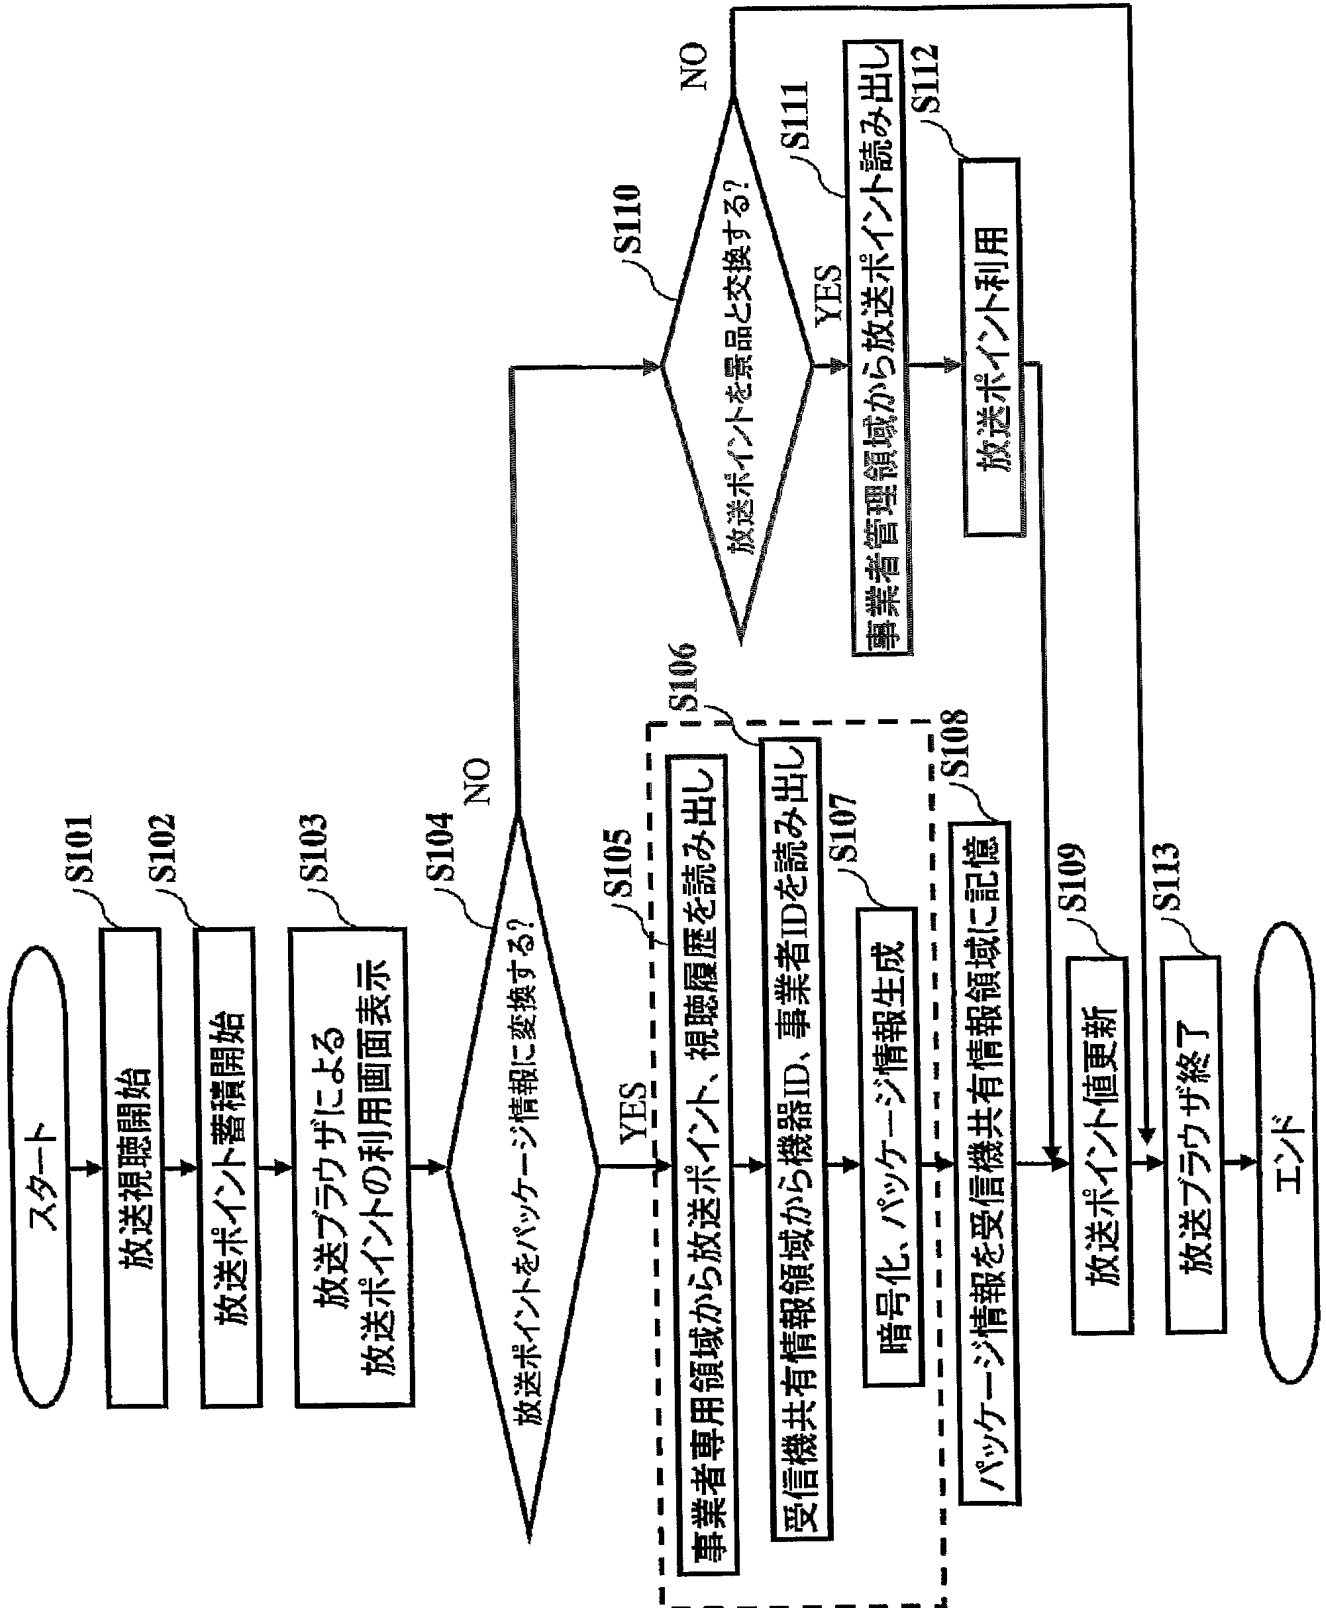 スタート
S101
放送視聴開始
S102
放送ポイント蓄積開始
S103
放送ブラウザによる
放送ポイントの利用画面表示
S104
放送ポイントをパッケージ情報に変換する?
NO
YES
S105
事業者専用領域から放送ポイント、視聴履歴を読み出し
S106
受信機共有情報領域から機器ID、事業者IDを読み出し
S107
暗号化、パッケージ情報生成
S108
パッケージ情報を受信機共有情報領域に記憶
S109
放送ポイント値更新
S113
放送ブラウザ終了
エンド
S110
放送ポイントを景品と交換する?
NO
YES
S111
事業者管理領域から放送ポイント読み出し
S112
放送ポイント利用